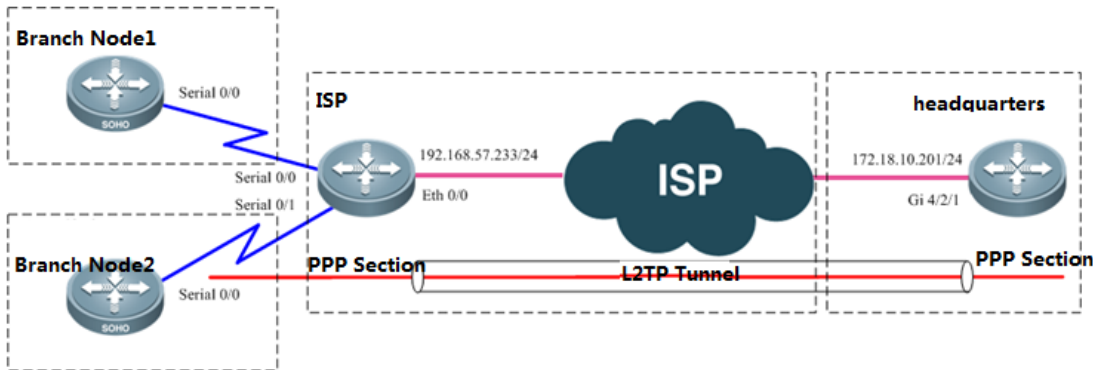 Branch Node1
Serial 0/0
SOHO
ISP
headquarters
192.168.57.233/24
ISP
172.18.10.201/24
Serial 0/0
Eth 0/0
Gi 4/2/1
Serial 0/1
Branch Node2
PPP Section
L2TP Tunnel
PPP Section
Serial 0/0
SOHO